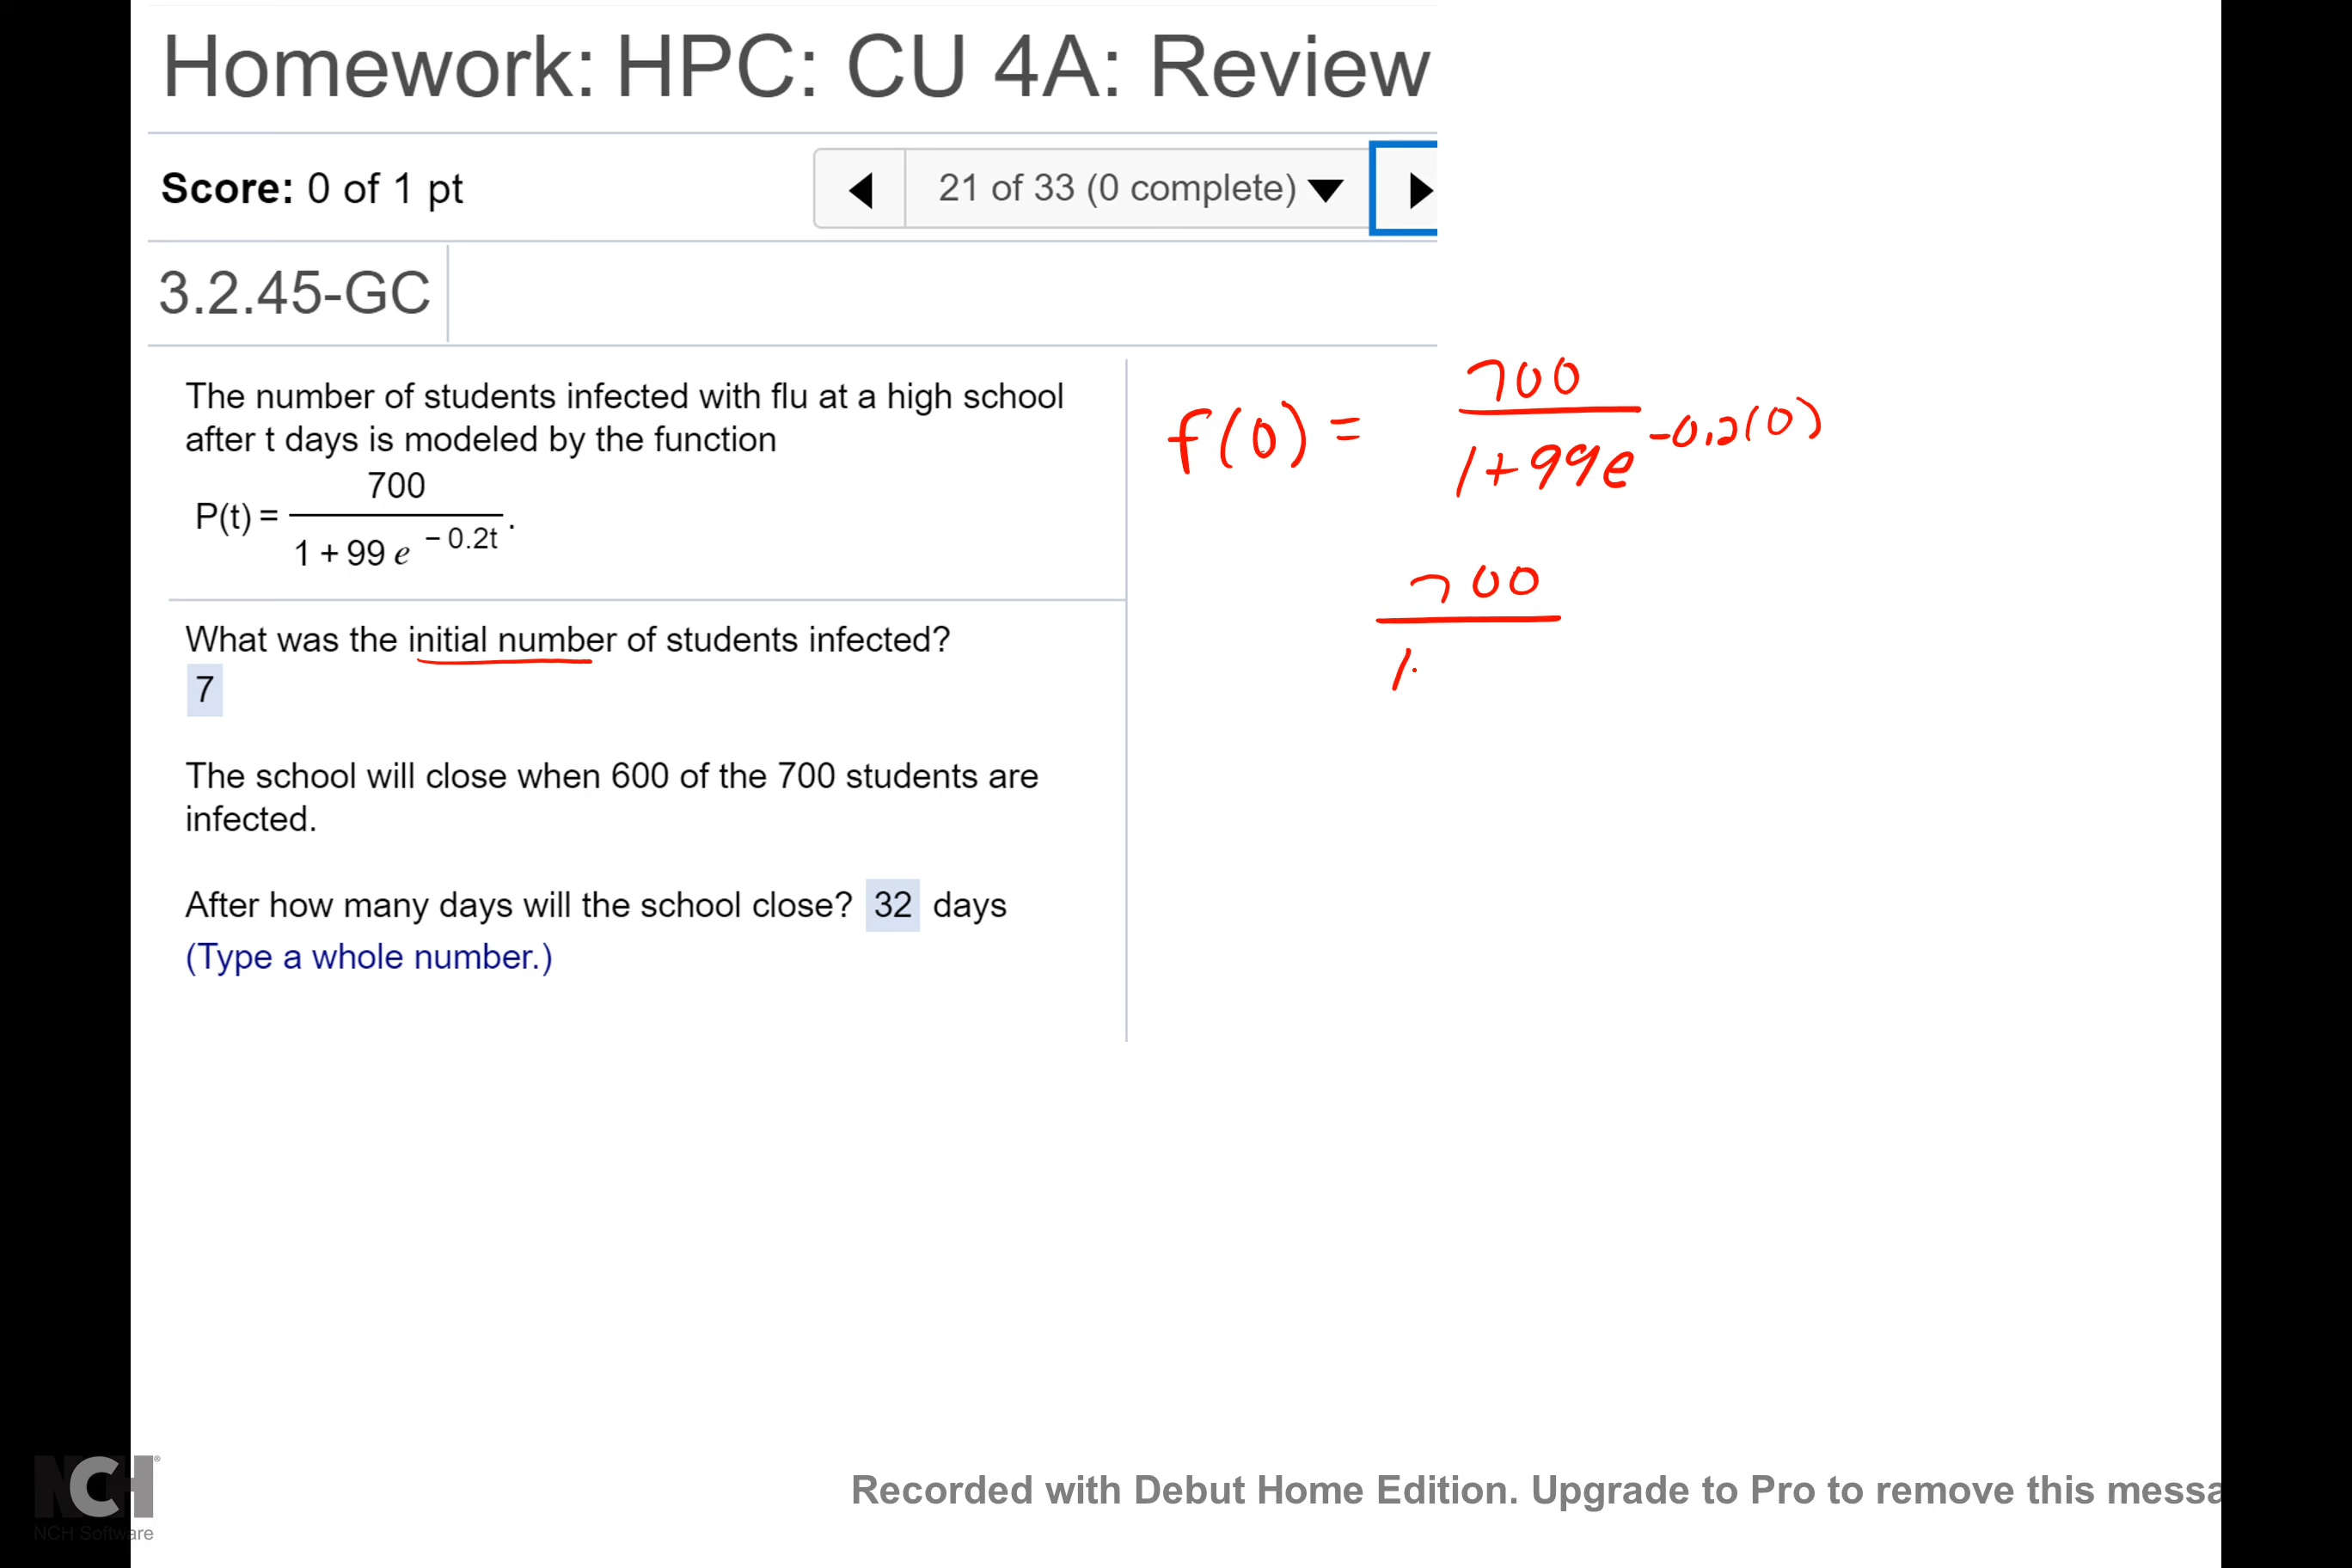 Homework: HPC: CU 4A: Review
Score: 0 of 1 pt
21 of 33 (0 complete)
3.2.45-GC
The number of students infected with flu at a high school
after t days is modeled by the function
P(t) = 700 / (1 + 99 e^(− 0.2t)).
What was the initial number of students infected?
7
The school will close when 600 of the 700 students are
infected.
After how many days will the school close? 32 days
(Type a whole number.)
f(0) = 700 / (1+99e^(-0.2(0)))
700
1
NCH®
NCH Software
Recorded with Debut Home Edition. Upgrade to Pro to remove this messa